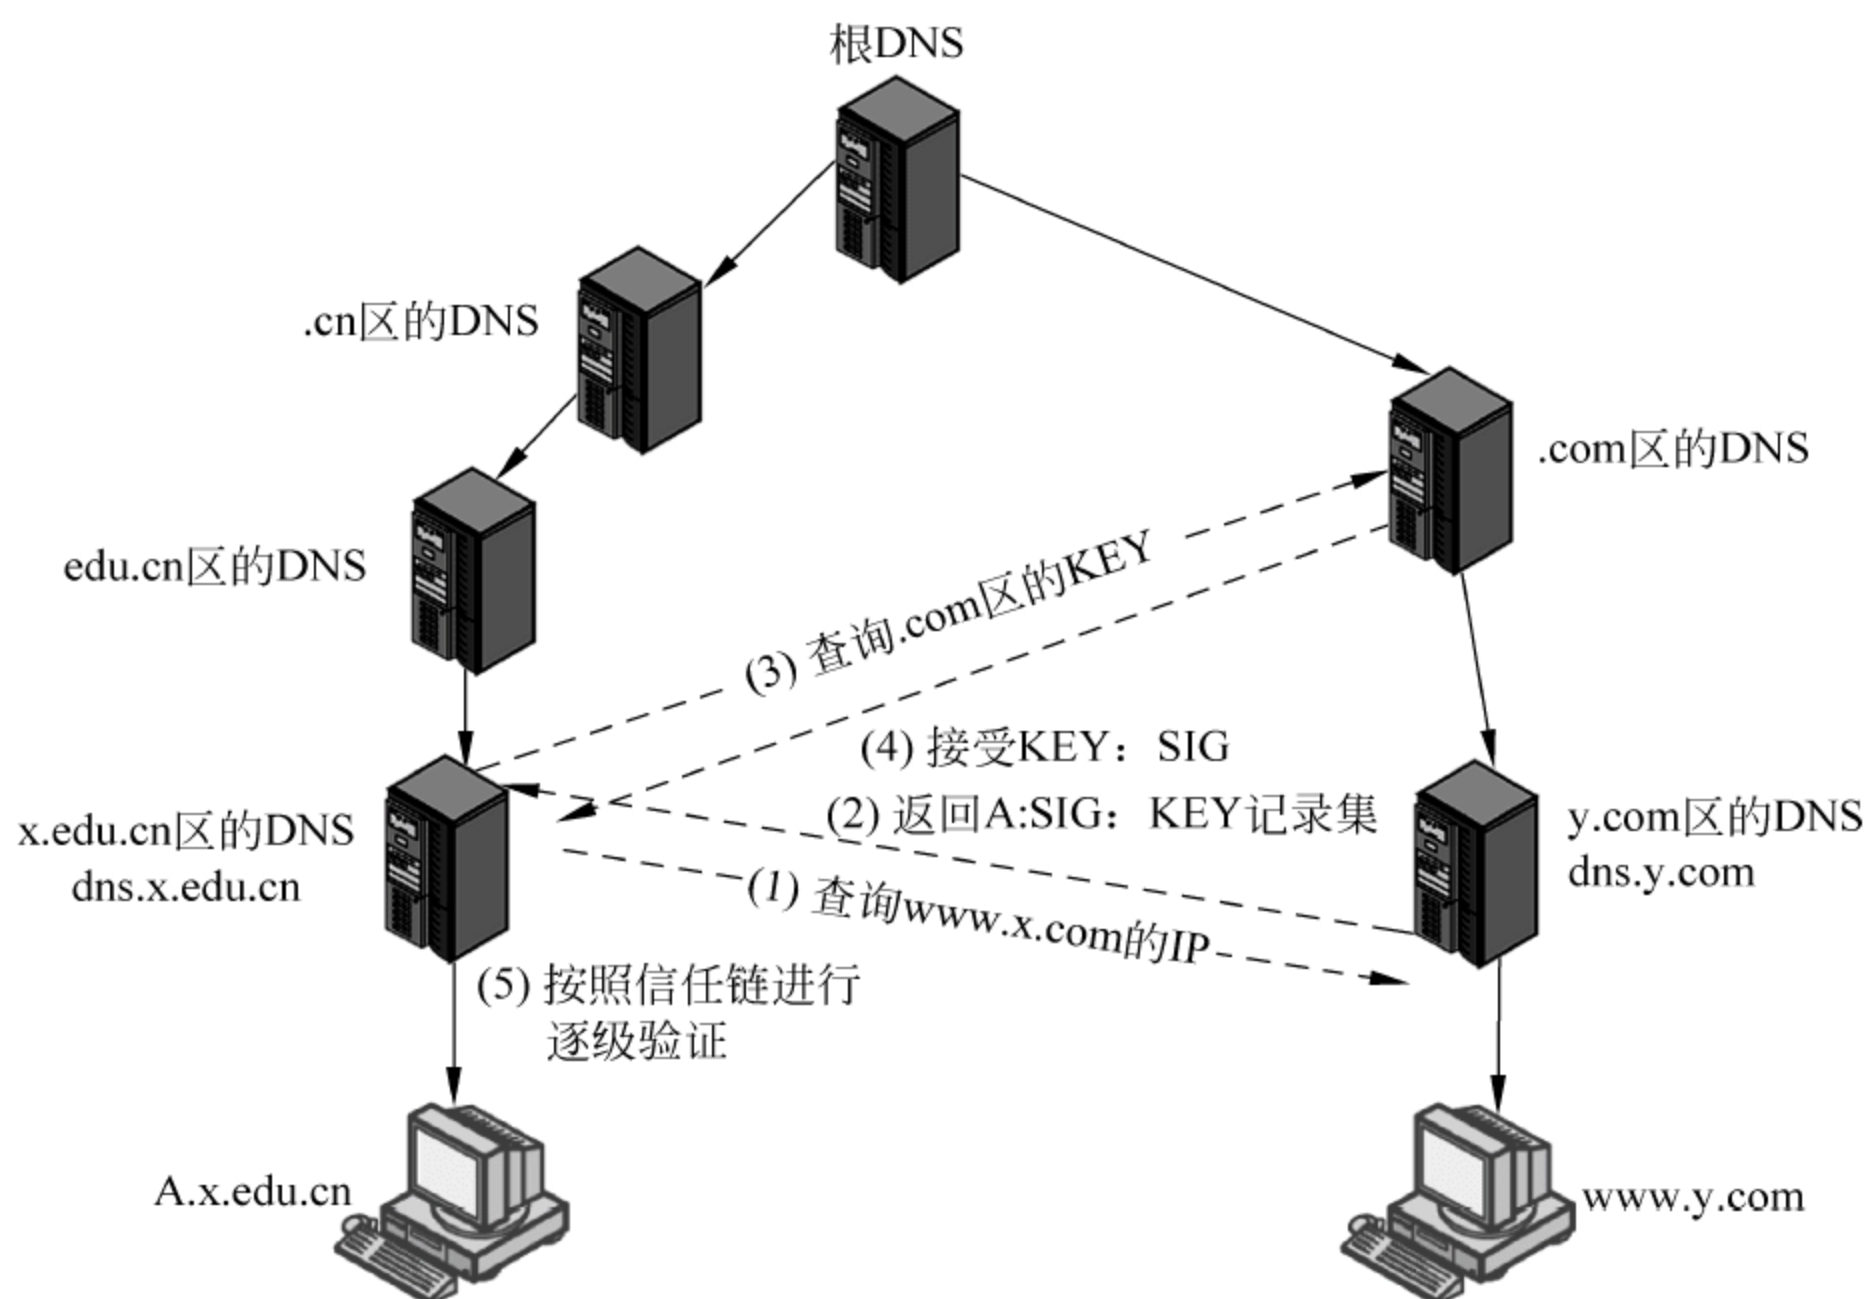 根DNS
.cn区的DNS
.com区的DNS
edu.cn区的DNS
(3) 查询.com区的KEY
(4) 接受KEY：SIG
(2) 返回A:SIG：KEY记录集
x.edu.cn区的DNS
dns.x.edu.cn
y.com区的DNS
dns.y.com
(1) 查询www.x.com的IP
(5) 按照信任链进行
逐级验证
A.x.edu.cn
www.y.com